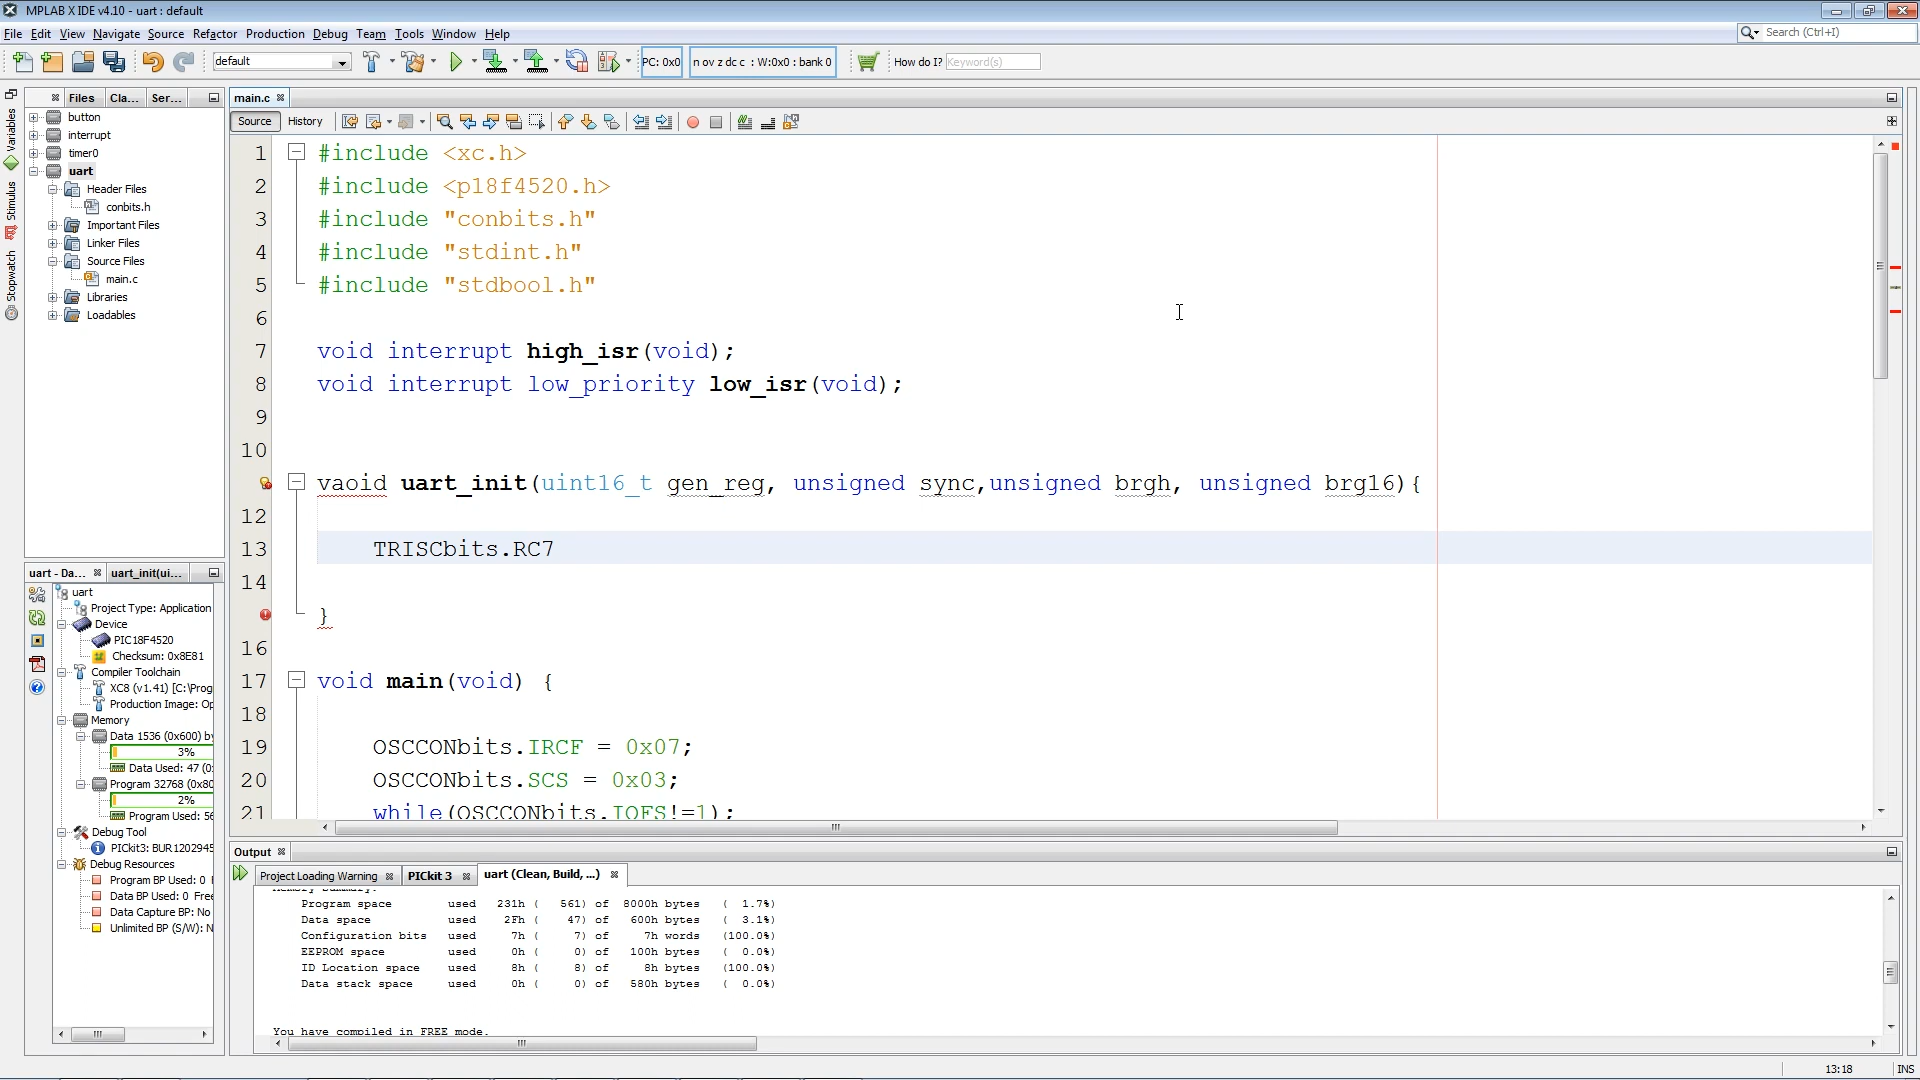 MPLAB X IDE v4.10 - uart : default
File Edit View Navigate Source Refactor Production Debug Team Tools Window Help
Search (Ctrl+I)
default
PC: 0x0
n ov z dc c : W:0x0 : bank 0
How do I? Keyword(s)
Files Cla... Ser...
main.c
Source History
Variables
Stimulus
Stopwatch
button
interrupt
timer0
uart
Header Files
conbits.h
Important Files
Linker Files
Source Files
main.c
Libraries
Loadables
1 #include <xc.h>
2 #include <p18f4520.h>
3 #include "conbits.h"
4 #include "stdint.h"
5 #include "stdbool.h"
6
7 void interrupt high_isr(void);
8 void interrupt low_priority low_isr(void);
9
10
vaoid uart_init(uint16_t gen_reg, unsigned sync,unsigned brgh, unsigned brg16){
12
13 TRISCbits.RC7
14
}
16
17 void main(void) {
18
19 OSCCONbits.IRCF = 0x07;
20 OSCCONbits.SCS = 0x03;
21 while(OSCCONbits.IOFS!=1);
uart - Da... uart_init(ui...
uart
Project Type: Application
Device
PIC18F4520
Checksum: 0x8E81
Compiler Toolchain
XC8 (v1.41) [C:\Prog
Production Image: Op
Memory
Data 1536 (0x600) by
3%
Data Used: 47 (0
Program 32768 (0x80
2%
Program Used: 56
Debug Tool
PICkit3: BUR1202945
Debug Resources
Program BP Used: 0 F
Data BP Used: 0 Free
Data Capture BP: No
Unlimited BP (S/W): N
Output
Project Loading Warning PICkit 3 uart (Clean, Build, ...)
Memory Summary:
Program space used 231h ( 561) of 8000h bytes ( 1.7%)
Data space used 2Fh ( 47) of 600h bytes ( 3.1%)
Configuration bits used 7h ( 7) of 7h words (100.0%)
EEPROM space used 0h ( 0) of 100h bytes ( 0.0%)
ID Location space used 8h ( 8) of 8h bytes (100.0%)
Data stack space used 0h ( 0) of 580h bytes ( 0.0%)
You have compiled in FREE mode.
13:18 INS